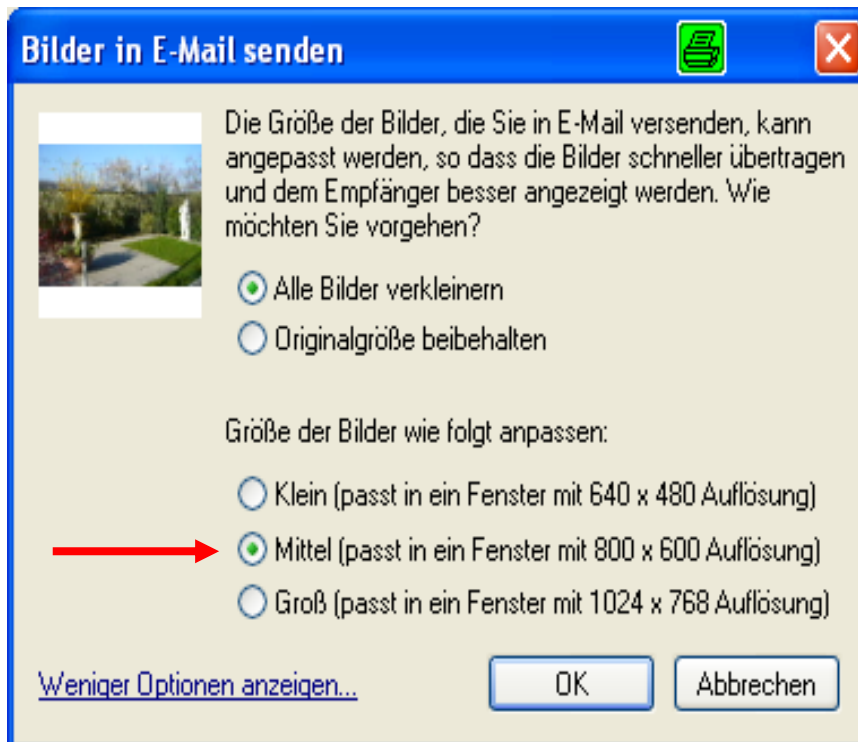 Bilder in E-Mail senden
Die Größe der Bilder, die Sie in E-Mail versenden, kann
angepasst werden, so dass die Bilder schneller übertragen
und dem Empfänger besser angezeigt werden. Wie
möchten Sie vorgehen?
Alle Bilder verkleinern
Originalgröße beibehalten
Größe der Bilder wie folgt anpassen:
Klein (passt in ein Fenster mit 640 x 480 Auflösung)
Mittel (passt in ein Fenster mit 800 x 600 Auflösung)
Groß (passt in ein Fenster mit 1024 x 768 Auflösung)
Weniger Optionen anzeigen...
OK
Abbrechen